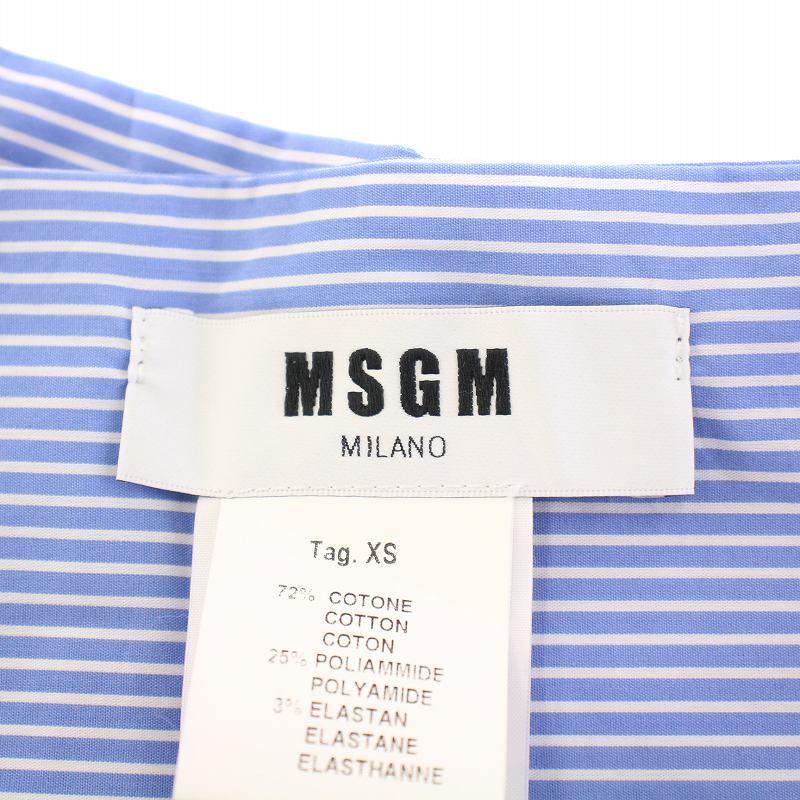 MSGM
MILANO
Tag. XS
72% COTONE
COTTON
COTON
25% POLIAMMIDE
POLYAMIDE
3% ELASTAN
ELASTANE
ELASTHANNE